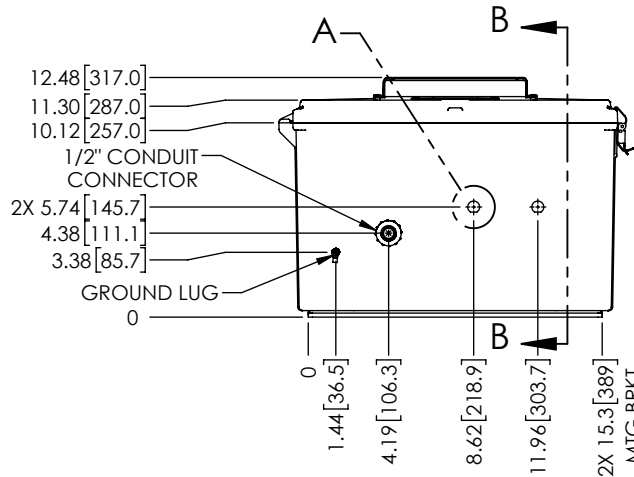 B
A
12.48 [317.0]
11.30 [287.0]
10.12 [257.0]
1/2" CONDUIT
CONNECTOR
2X 5.74 [145.7]
4.38 [111.1]
3.38 [85.7]
GROUND LUG
0
B
0
1.44 [36.5]
4.19 [106.3]
8.62 [218.9]
11.96 [303.7]
2X 15.3 [389]
MTG BRKT